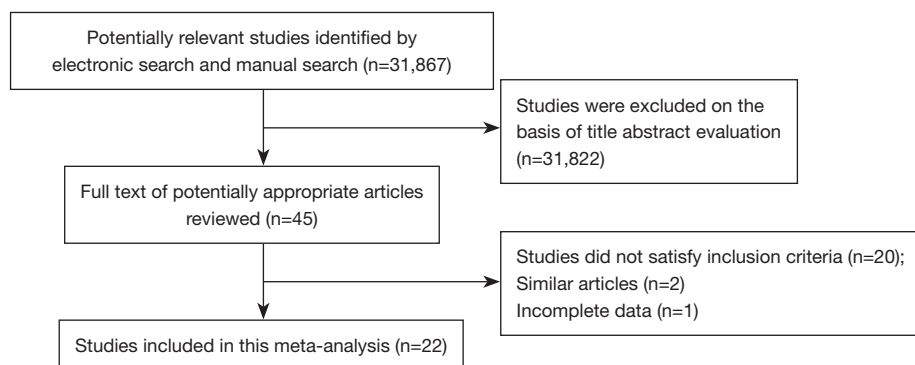 Potentially relevant studies identified by
electronic search and manual search (n=31,867)
Studies were excluded on the
basis of title abstract evaluation
(n=31,822)
Full text of potentially appropriate articles
reviewed (n=45)
Studies did not satisfy inclusion criteria (n=20);
Similar articles (n=2)
Incomplete data (n=1)
Studies included in this meta-analysis (n=22)